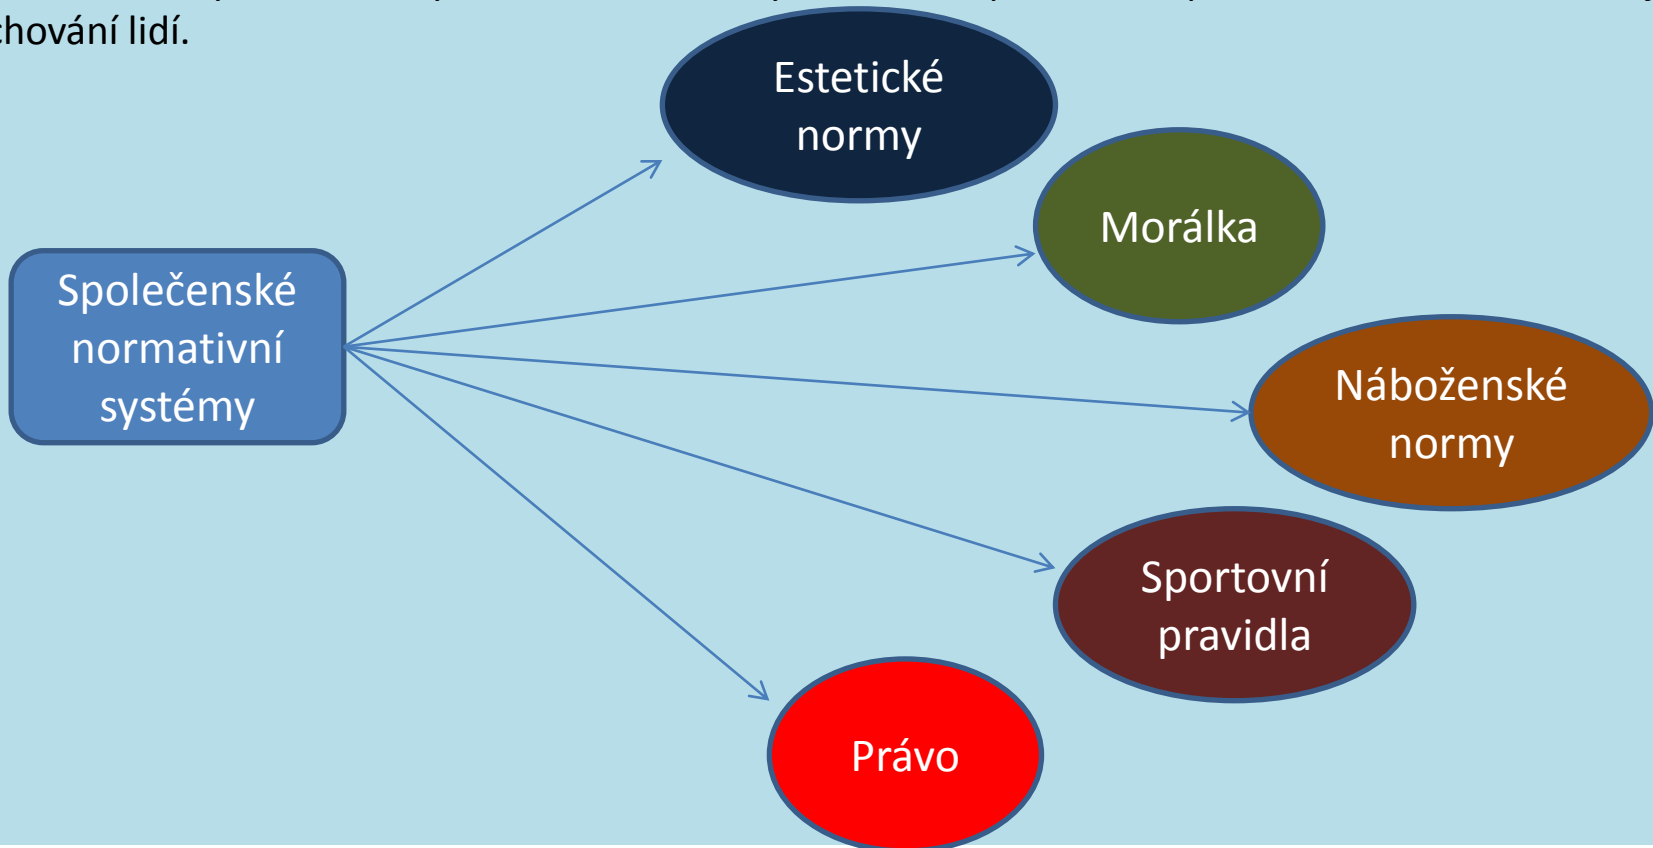 chování lidí.
Estetické
normy
Morálka
Společenské
normativní
systémy
Náboženské
normy
Sportovní
pravidla
Právo